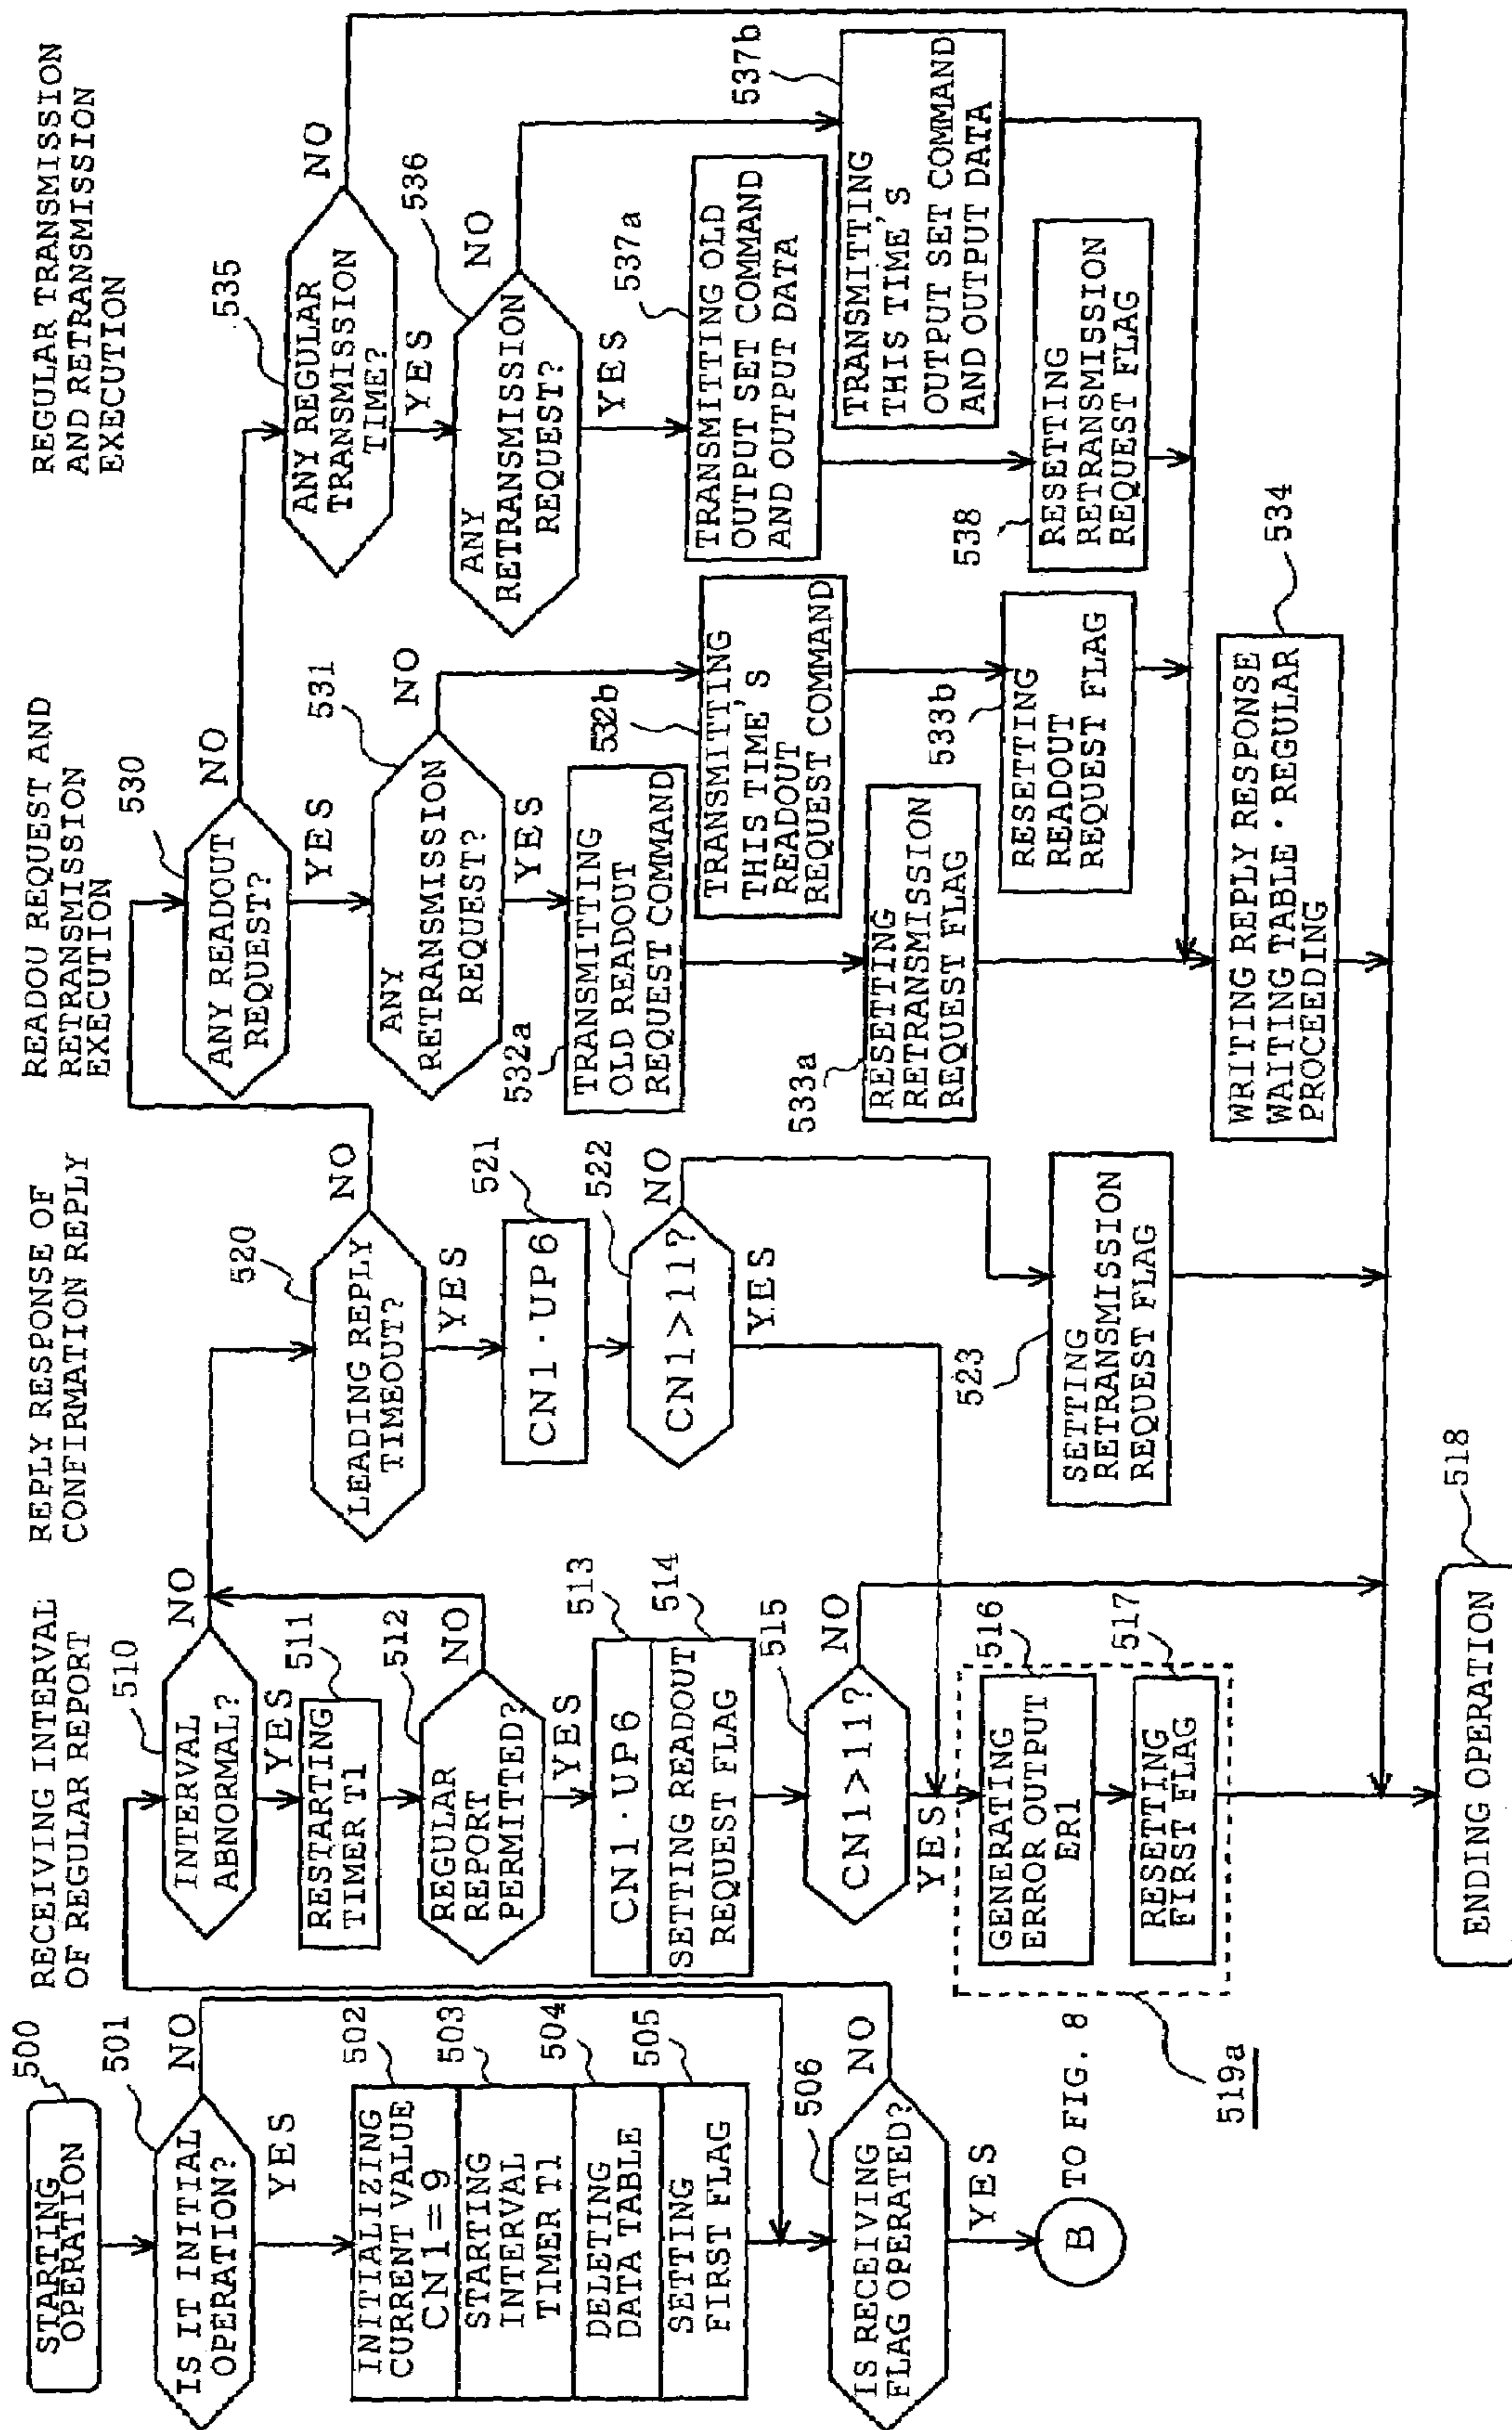 500
STARTING
OPERATION
501
IS IT INITIAL
OPERATION?
NO
YES
502
INITIALIZING
CURRENT VALUE
CN1=9
503
STARTING
INTERVAL
TIMER T1
504
DELETING
DATA TABLE
505
SETTING
FIRST FLAG
506
IS RECEIVING
FLAG OPERATED?
NO
YES
B
TO FIG. 8
RECEIVING INTERVAL
OF REGULAR REPORT
510
INTERVAL
ABNORMAL?
NO
YES
511
RESTARTING
TIMER T1
512
REGULAR
REPORT
PERMITTED?
NO
YES
513
CN1·UP6
514
SETTING READOUT
REQUEST FLAG
515
CN1>11?
NO
YES
516
GENERATING
ERROR OUTPUT
ER1
517
RESETTING
FIRST FLAG
519a
518
ENDING OPERATION
REPLY RESPONSE OF
CONFIRMATION REPLY
520
LEADING REPLY
TIMEOUT?
NO
YES
521
CN1·UP6
522
CN1>11?
NO
YES
523
SETTING
RETRANSMISSION
REQUEST FLAG
READOU REQUEST AND
RETRANSMISSION
EXECUTION
530
ANY READOUT
REQUEST?
NO
YES
531
ANY
RETRANSMISSION
REQUEST?
NO
YES
532a
TRANSMITTING
OLD READOUT
REQUEST COMMAND
532b
TRANSMITTING
THIS TIME'S
READOUT
REQUEST COMMAND
533a
RESETTING
RETRANSMISSION
REQUEST FLAG
533b
RESETTING
READOUT
REQUEST FLAG
534
WRITING REPLY RESPONSE
WAITING TABLE·REGULAR
PROCEEDING
REGULAR TRANSMISSION
AND RETRANSMISSION
EXECUTION
535
ANY REGULAR
TRANSMISSION
TIME?
NO
YES
536
ANY
RETRANSMISSION
REQUEST?
NO
YES
537a
TRANSMITTING OLD
OUTPUT SET COMMAND
AND OUTPUT DATA
537b
TRANSMITTING
THIS TIME'S
OUTPUT SET COMMAND
AND OUTPUT DATA
538
RESETTING
RETRANSMISSION
REQUEST FLAG